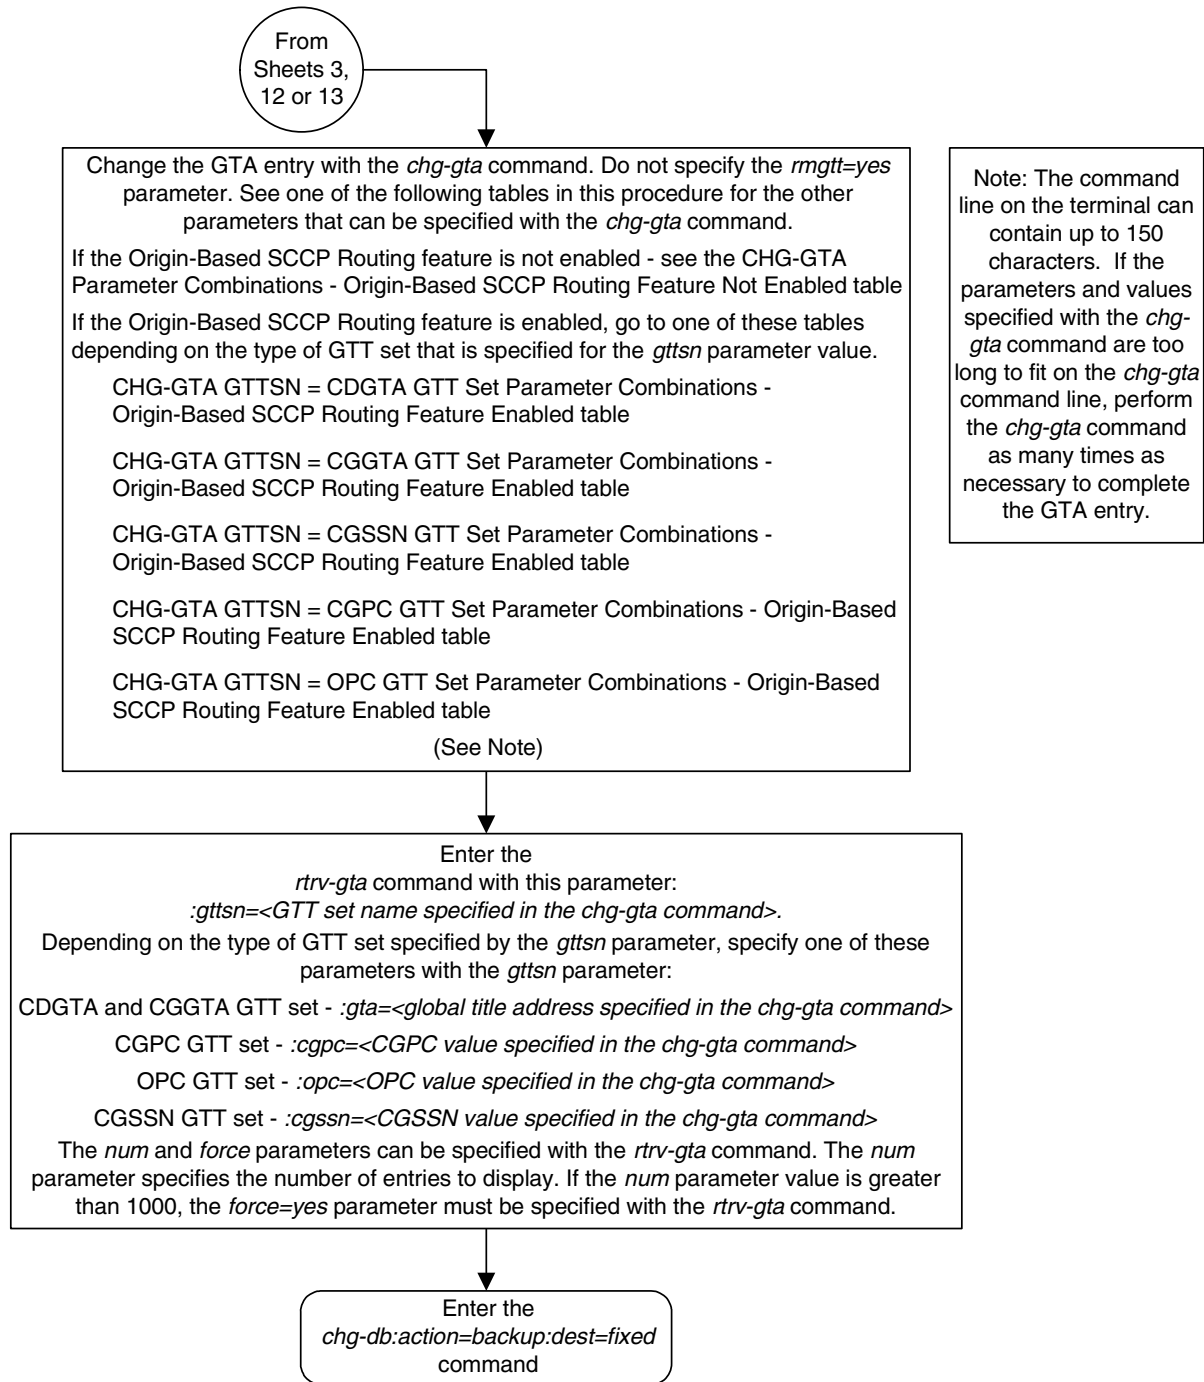 From
Sheets 3,
12 or 13
Change the GTA entry with the chg-gta command. Do not specify the rmgtt=yes
parameter. See one of the following tables in this procedure for the other
parameters that can be specified with the chg-gta command.
If the Origin-Based SCCP Routing feature is not enabled - see the CHG-GTA
Parameter Combinations - Origin-Based SCCP Routing Feature Not Enabled table
If the Origin-Based SCCP Routing feature is enabled, go to one of these tables
depending on the type of GTT set that is specified for the gttsn parameter value.
CHG-GTA GTTSN = CDGTA GTT Set Parameter Combinations -
Origin-Based SCCP Routing Feature Enabled table
CHG-GTA GTTSN = CGGTA GTT Set Parameter Combinations -
Origin-Based SCCP Routing Feature Enabled table
CHG-GTA GTTSN = CGSSN GTT Set Parameter Combinations -
Origin-Based SCCP Routing Feature Enabled table
CHG-GTA GTTSN = CGPC GTT Set Parameter Combinations - Origin-Based
SCCP Routing Feature Enabled table
CHG-GTA GTTSN = OPC GTT Set Parameter Combinations - Origin-Based
SCCP Routing Feature Enabled table
(See Note)
Note: The command
line on the terminal can
contain up to 150
characters. If the
parameters and values
specified with the chg-
gta command are too
long to fit on the chg-gta
command line, perform
the chg-gta command
as many times as
necessary to complete
the GTA entry.
Enter the
rtrv-gta command with this parameter:
:gttsn=<GTT set name specified in the chg-gta command>.
Depending on the type of GTT set specified by the gttsn parameter, specify one of these
parameters with the gttsn parameter:
CDGTA and CGGTA GTT set - :gta=<global title address specified in the chg-gta command>
CGPC GTT set - :cgpc=<CGPC value specified in the chg-gta command>
OPC GTT set - :opc=<OPC value specified in the chg-gta command>
CGSSN GTT set - :cgssn=<CGSSN value specified in the chg-gta command>
The num and force parameters can be specified with the rtrv-gta command. The num
parameter specifies the number of entries to display. If the num parameter value is greater
than 1000, the force=yes parameter must be specified with the rtrv-gta command.
Enter the
chg-db:action=backup:dest=fixed
command